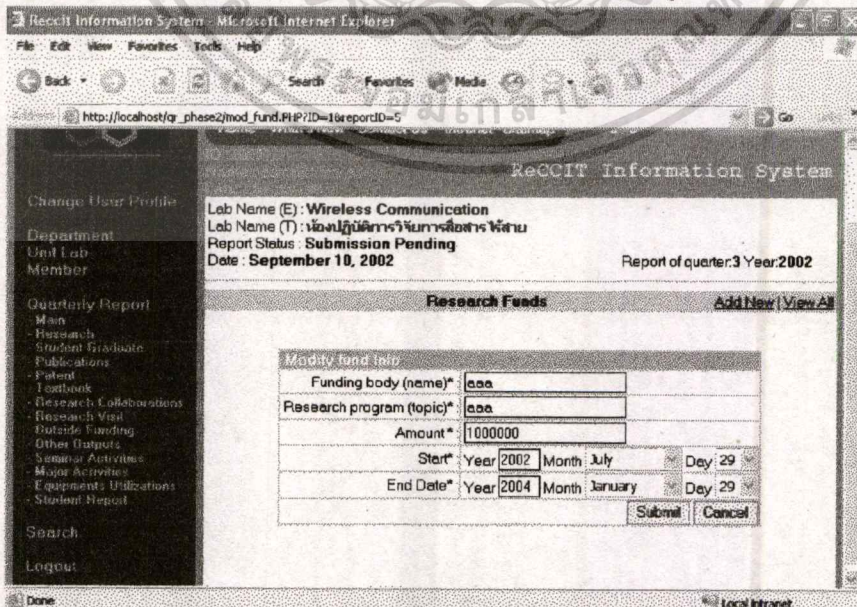 Reccit Information System - Microsoft Internet Explorer
File Edit View Favorites Tools Help
Back Search Favorites Media
Address http://localhost/qr_phase2/mod_fund.PHP?ID=16reportID=5 Go
ReCCIT Information System
Change User Profile
Department
Unit Lab
Member
Quarterly Report
- Main
- Research
- Student Graduate
- Publications
- Patent
- Textbook
- Research Collaborations
- Research Visit
Outside Funding
- Other Outputs
- Seminar Activities
- Major Activities
- Equipments Utilizations
- Student Report
Search
Logout
Lab Name (E) : Wireless Communication
Lab Name (T) : ห้องปฏิบัติการวิจัยการสื่อสารไร้สาย
Report Status : Submission Pending
Date : September 10, 2002 Report of quarter:3 Year:2002
Research Funds Add New | View All
Modify fund info
Funding body (name)* : aaa
Research program (topic)* : aaa
Amount* : 1000000
Start* : Year 2002 Month July Day 29
End Date* : Year 2004 Month January Day 29
Submit Cancel
Done Local intranet